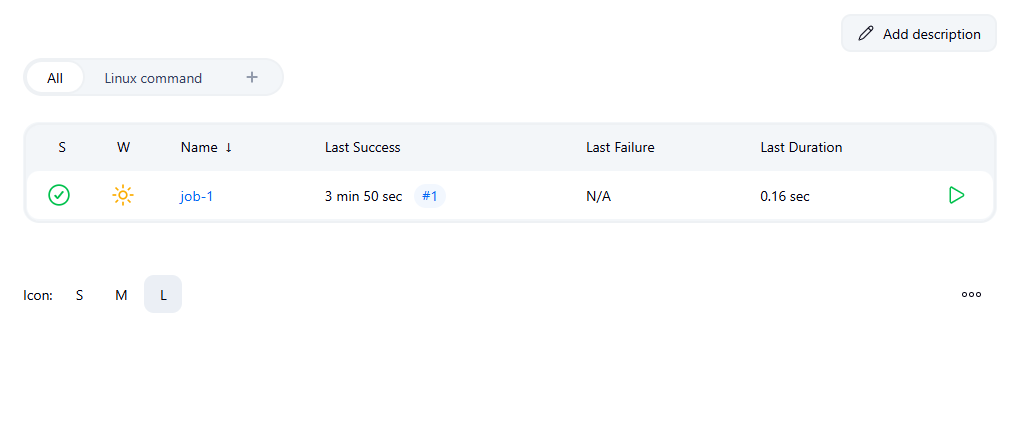 Add description
All Linux command +
S W Name ↓ Last Success Last Failure Last Duration
job-1 3 min 50 sec #1 N/A 0.16 sec
Icon: S M L